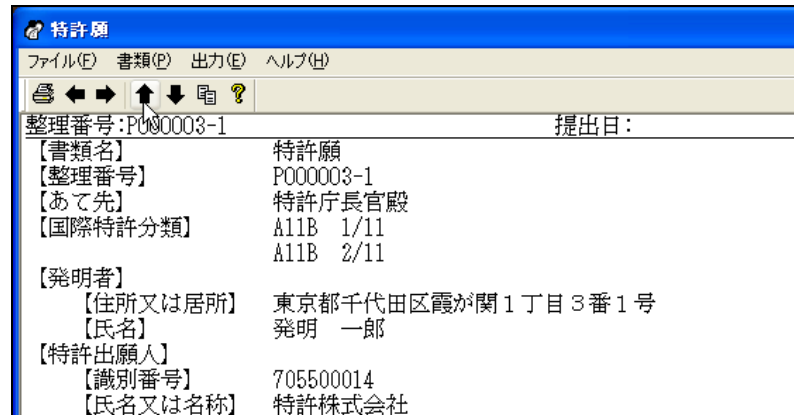 特許願
ファイル(F) 書類(P) 出力(E) ヘルプ(H)
整理番号:P000003-1 提出日:
【書類名】 特許願
【整理番号】 P000003-1
【あて先】 特許庁長官殿
【国際特許分類】 A11B 1/11
A11B 2/11
【発明者】
【住所又は居所】 東京都千代田区霞が関1丁目3番1号
【氏名】 発明 一郎
【特許出願人】
【識別番号】 705500014
【氏名又は名称】 特許株式会社